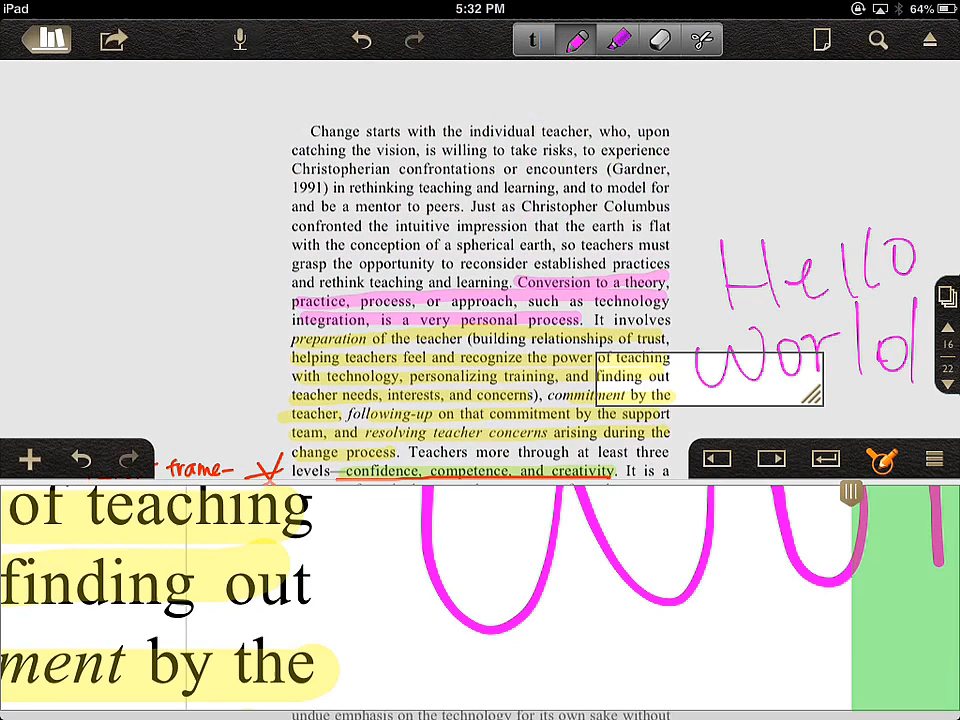 iPad
5:32 PM
64%
t
Change starts with the individual teacher, who, upon
catching the vision, is willing to take risks, to experience
Christopherian confrontations or encounters (Gardner,
1991) in rethinking teaching and learning, and to model for
and be a mentor to peers. Just as Christopher Columbus
confronted the intuitive impression that the earth is flat
with the conception of a spherical earth, so teachers must
grasp the opportunity to reconsider established practices
and rethink teaching and learning. Conversion to a theory,
practice, process, or approach, such as technology
integration, is a very personal process. It involves
preparation of the teacher (building relationships of trust,
helping teachers feel and recognize the power of teaching
with technology, personalizing training, and finding out
teacher needs, interests, and concerns), commitment by the
teacher, following-up on that commitment by the support
team, and resolving teacher concerns arising during the
change process. Teachers more through at least three
levels—confidence, competence, and creativity. It is a
Hello
World
16
22
frame-
of teaching
finding out
ment by the
undue emphasis on the technology for its own sake without